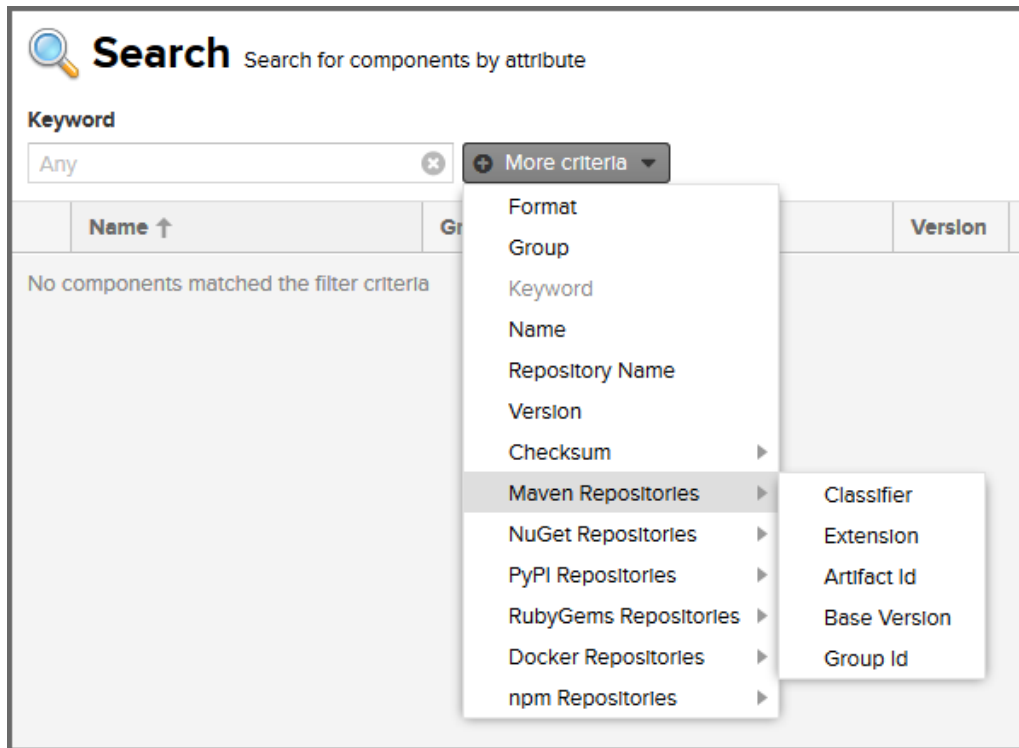 Search Search for components by attribute
Keyword
Any
More criteria
Name
Gr
Version
No components matched the filter criteria
Format
Group
Keyword
Name
Repository Name
Version
Checksum
Maven Repositories
NuGet Repositories
PyPI Repositories
RubyGems Repositories
Docker Repositories
npm Repositories
Classifier
Extension
Artifact Id
Base Version
Group Id